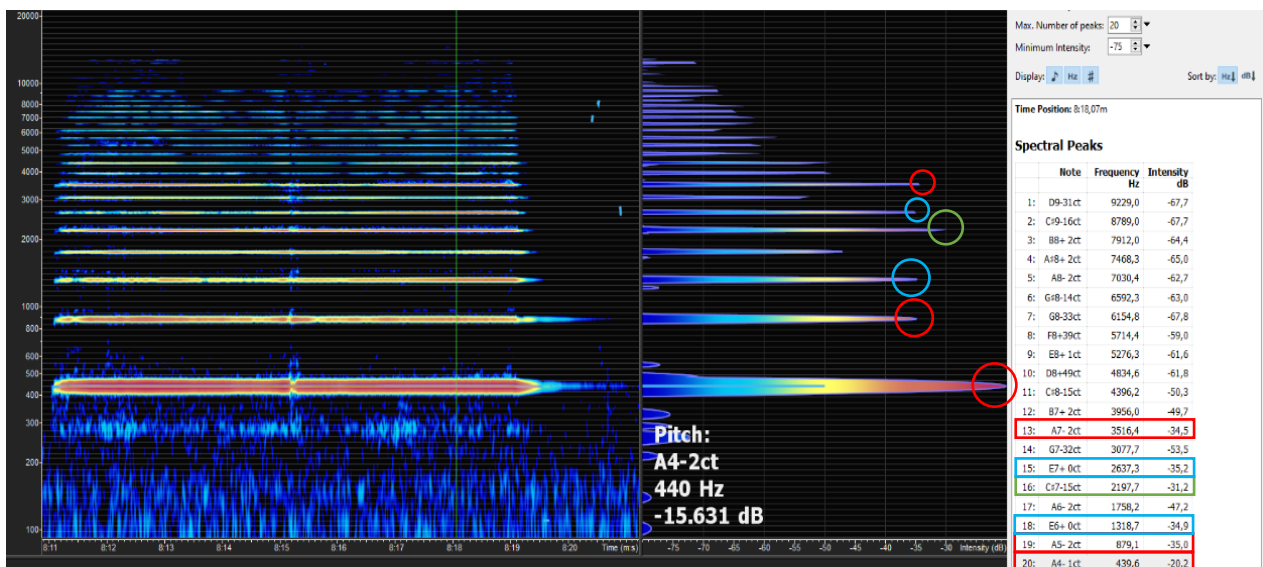 20000
10000
8000
7000
6000
5000
4000
3000
2000
1000
800
600
500
400
300
200
100
8:11 8:12 8:13 8:14 8:15 8:16 8:17 8:18 8:19 8:20 Time (m:s)
Pitch:
A4-2ct
440 Hz
-15.631 dB
-75 -70 -65 -60 -55 -50 -45 -40 -35 -30 Intensity (dB)
Max. Number of peaks: 20
Minimum Intensity: -75
Display: ♪ Hz # Sort by: Hz↓ dB↓
Time Position: 8:18,07m
Spectral Peaks
Note Frequency Intensity
Hz dB
1: D9-31ct 9229,0 -67,7
2: C♯9-16ct 8789,0 -67,7
3: B8+ 2ct 7912,0 -64,4
4: A♯8+ 2ct 7468,3 -65,0
5: A8- 2ct 7030,4 -62,7
6: G♯8-14ct 6592,3 -63,0
7: G8-33ct 6154,8 -67,8
8: F8+39ct 5714,4 -59,0
9: E8+ 1ct 5276,3 -61,6
10: D8+49ct 4834,6 -61,8
11: C♯8-15ct 4396,2 -50,3
12: B7+ 2ct 3956,0 -49,7
13: A7- 2ct 3516,4 -34,5
14: G7-32ct 3077,7 -53,5
15: E7+ 0ct 2637,3 -35,2
16: C♯7-15ct 2197,7 -31,2
17: A6- 2ct 1758,2 -47,2
18: E6+ 0ct 1318,7 -34,9
19: A5- 2ct 879,1 -35,0
20: A4- 1ct 439,6 -20,2